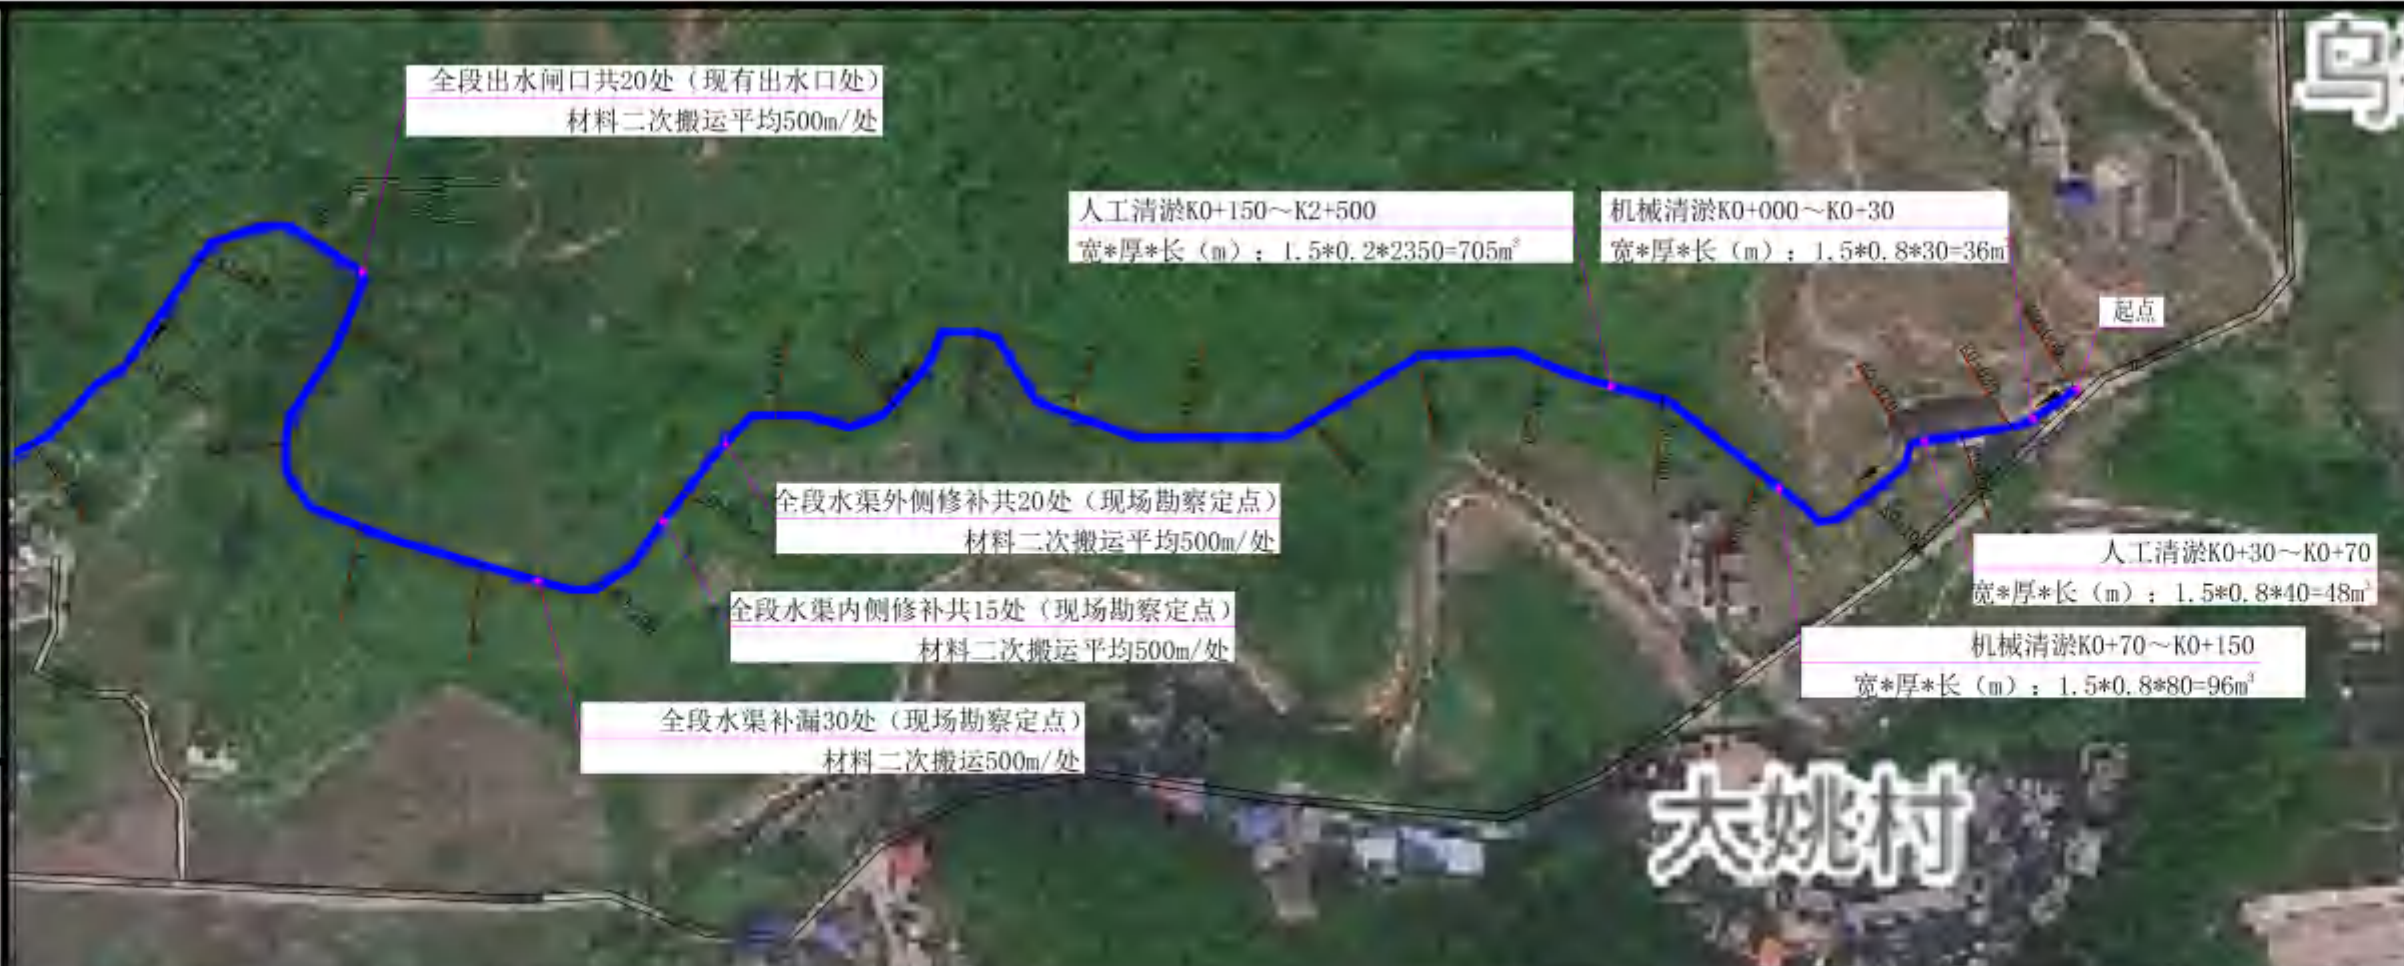 全段出水闸口共20处（现有出水口处）
材料二次搬运平均500m/处
人工清淤K0+150～K2+500
宽*厚*长（m）：1.5*0.2*2350=705m³
机械清淤K0+000～K0+30
宽*厚*长（m）：1.5*0.8*30=36m
乌
起点
全段水渠外侧修补共20处（现场勘察定点）
材料二次搬运平均500m/处
人工清淤K0+30～K0+70
宽*厚*长（m）：1.5*0.8*40=48m³
全段水渠内侧修补共15处（现场勘察定点）
材料二次搬运平均500m/处
机械清淤K0+70～K0+150
宽*厚*长（m）：1.5*0.8*80=96m³
全段水渠补漏30处（现场勘察定点）
材料二次搬运500m/处
大姚村